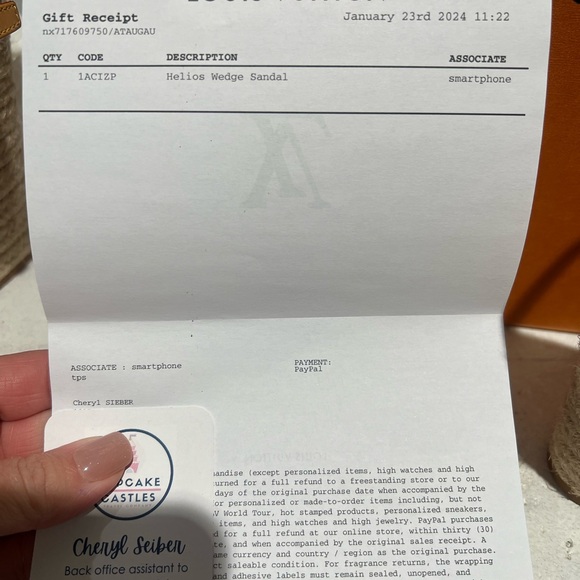 Gift Receipt
January 23rd 2024 11:22
nx717609750/ATAUGAU
QTY CODE DESCRIPTION ASSOCIATE
1 1ACIZP Helios Wedge Sandal smartphone
ASSOCIATE : smartphone
tps
PAYMENT:
PayPal
Cheryl SIEBER
CASTLES
Cheryl Seiber
Back office assistant to
(except personalized items, high watches and high
for a full refund to a freestanding store or to our
days of the original purchase date when accompanied by the
or personalized or made-to-order items including, but not
World Tour, hot stamped products, personalized sneakers,
items, and high watches and high jewelry. PayPal purchases
for a full refund at our online store, within thirty (30)
and when accompanied by the original sales receipt. A
currency and country / region as the original purchase.
saleable condition. For fragrance returns, the wrapping
and adhesive labels must remain sealed, unopened, and